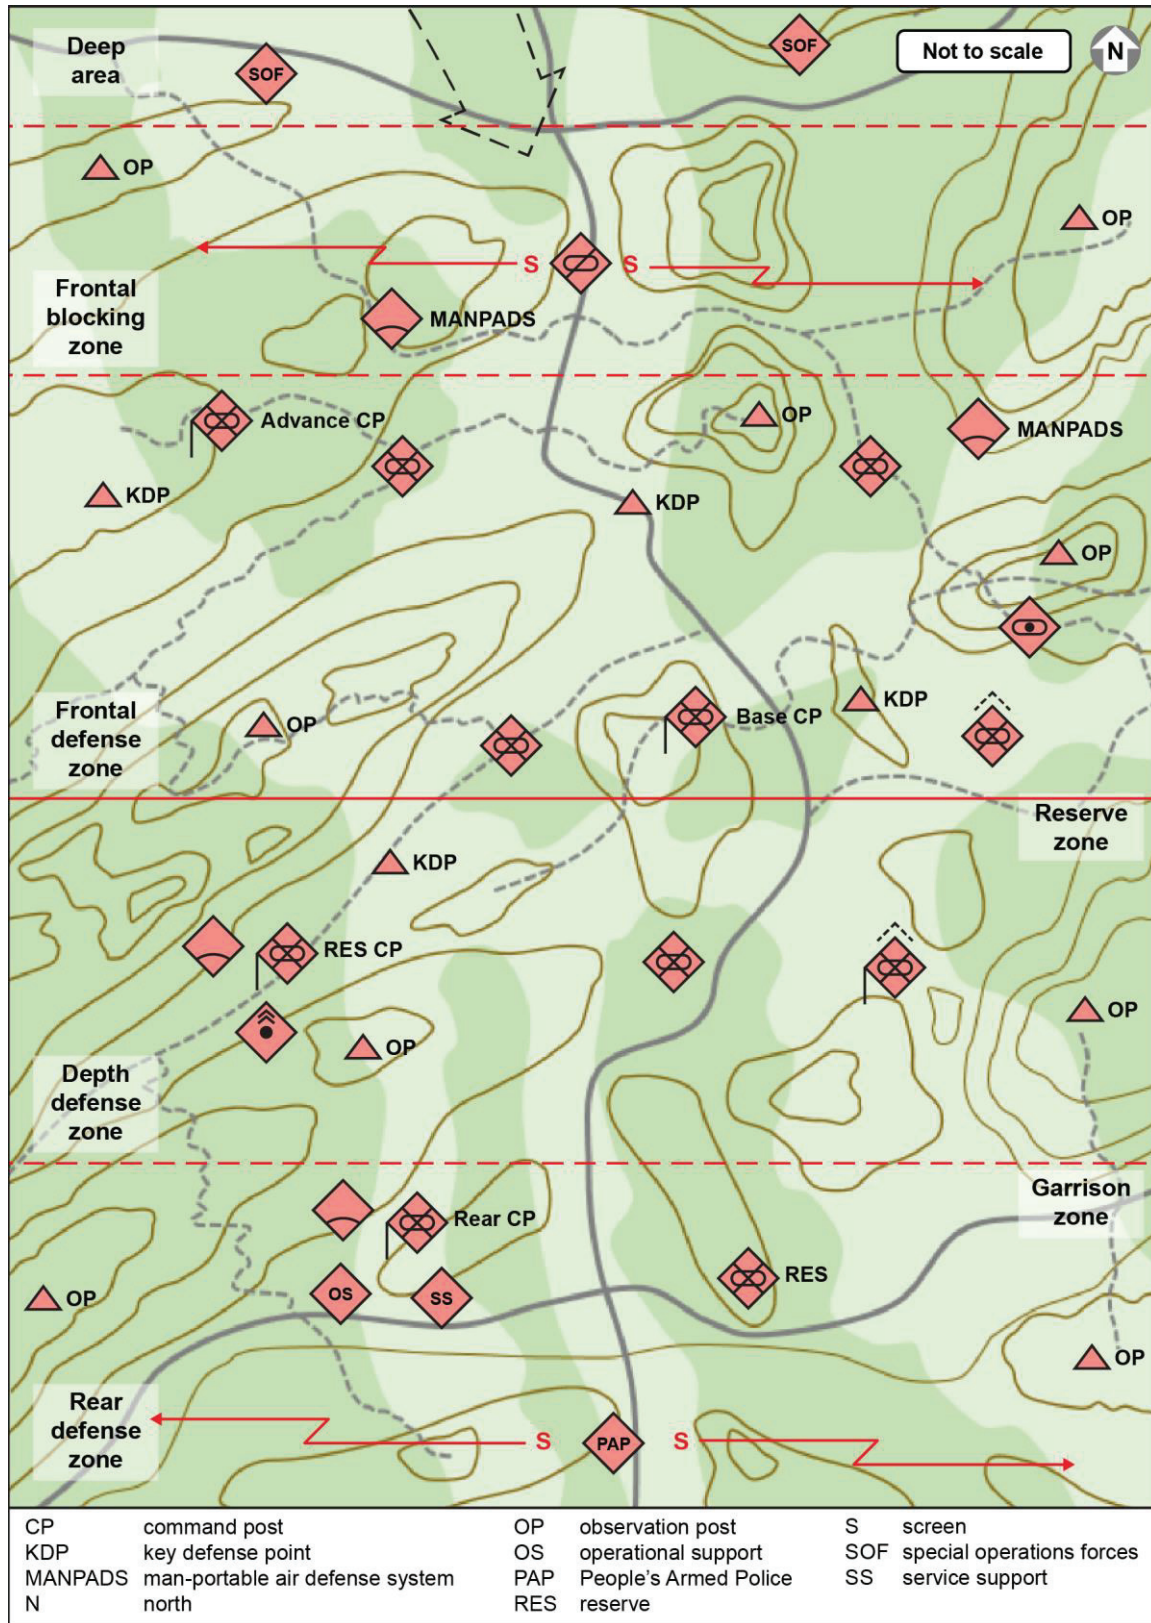 Deep
area
SOF
SOF
Not to scale
N
OP
OP
S
S
MANPADS
Frontal
blocking
zone
Advance CP
OP
MANPADS
KDP
KDP
OP
Frontal
defense
zone
OP
Base CP
KDP
Reserve
zone
KDP
RES CP
OP
OP
Depth
defense
zone
Garrison
zone
Rear CP
RES
OP
OS
SS
OP
Rear
defense
zone
S
PAP
S
CP command post
KDP key defense point
MANPADS man-portable air defense system
N north
OP observation post
OS operational support
PAP People's Armed Police
RES reserve
S screen
SOF special operations forces
SS service support